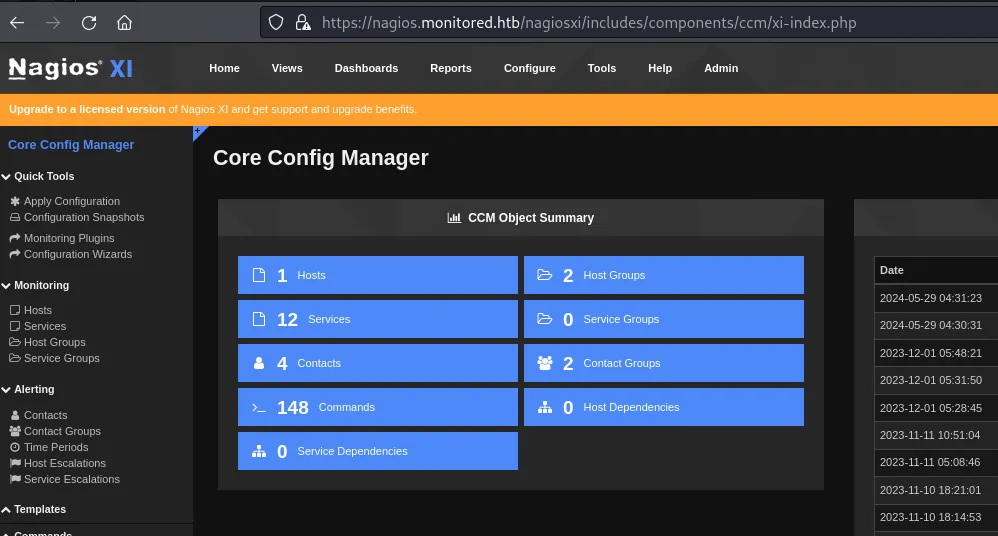 https://nagios.monitored.htb/nagiosxi/includes/components/ccm/xi-index.php
Nagios® XI
Home Views Dashboards Reports Configure Tools Help Admin
Upgrade to a licensed version of Nagios XI and get support and upgrade benefits.
Core Config Manager
Quick Tools
Apply Configuration
Configuration Snapshots
Monitoring Plugins
Configuration Wizards
Monitoring
Hosts
Services
Host Groups
Service Groups
Alerting
Contacts
Contact Groups
Time Periods
Host Escalations
Service Escalations
Templates
Commands
Core Config Manager
CCM Object Summary
1 Hosts
2 Host Groups
12 Services
0 Service Groups
4 Contacts
2 Contact Groups
148 Commands
0 Host Dependencies
0 Service Dependencies
Date
2024-05-29 04:31:23
2024-05-29 04:30:31
2023-12-01 05:48:21
2023-12-01 05:31:50
2023-12-01 05:28:45
2023-11-11 10:51:04
2023-11-11 05:08:46
2023-11-10 18:21:01
2023-11-10 18:14:53